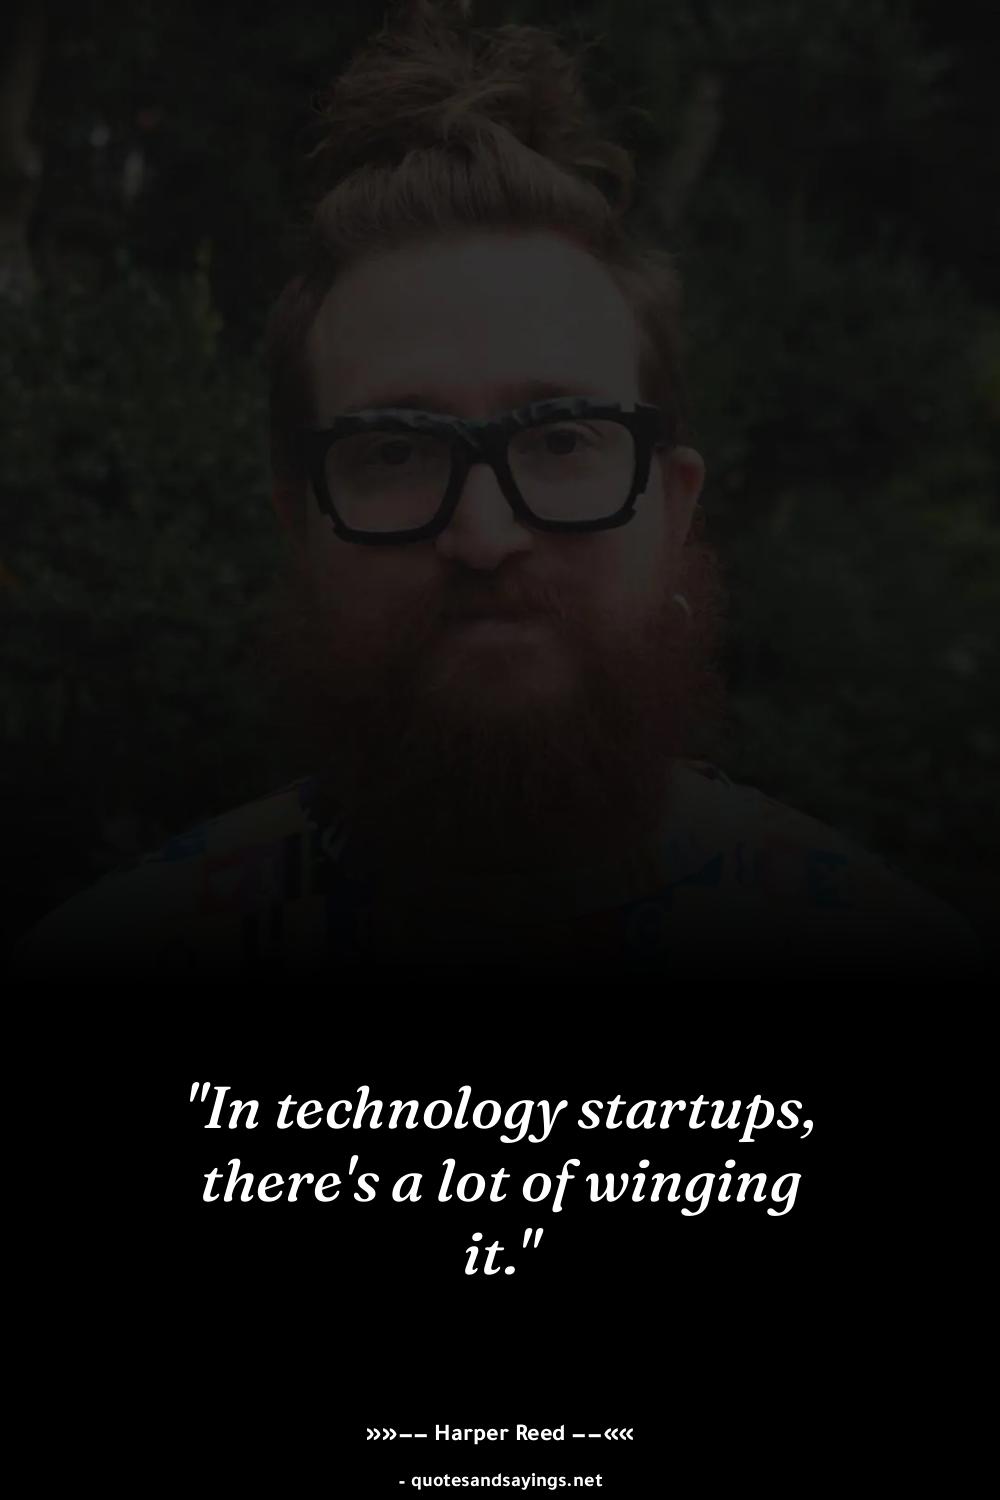 "In technology startups,
there's a lot of winging
it."
»»–– Harper Reed ––««
- quotesandsayings.net